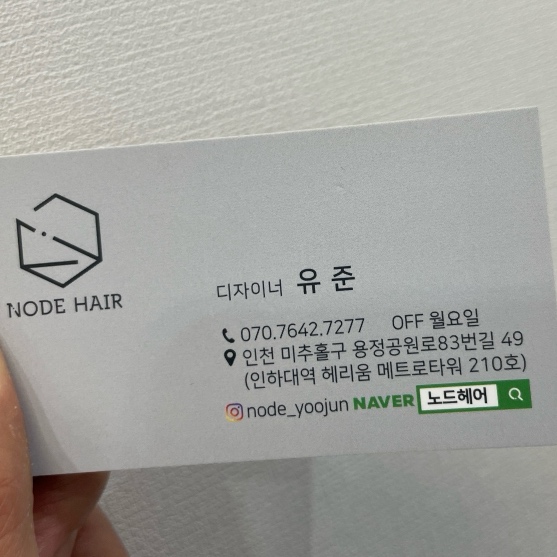 NODE HAIR
디자이너 유 준
070.7642.7277 OFF 월요일
인천 미추홀구 용정공원로83번길 49
(인하대역 헤리움 메트로타워 210호)
node_yoojun NAVER 노드헤어